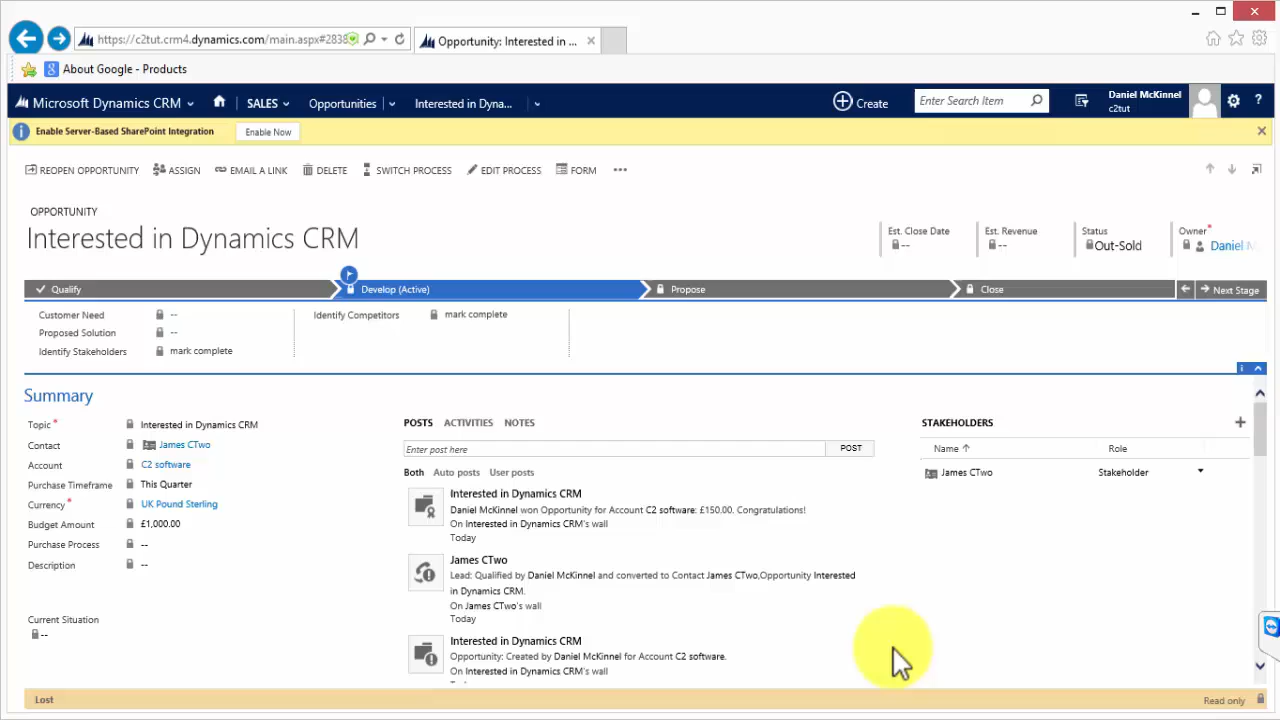 https://c2tut.crm4.dynamics.com/main.aspx#2838
Opportunity: Interested in ...
About Google - Products
Microsoft Dynamics CRM
SALES
Opportunities
Interested in Dyna...
Create
Enter Search Item
Daniel McKinnel
c2tut
?
Enable Server-Based SharePoint Integration
Enable Now
REOPEN OPPORTUNITY
ASSIGN
EMAIL A LINK
DELETE
SWITCH PROCESS
EDIT PROCESS
FORM
•••
OPPORTUNITY
Interested in Dynamics CRM
Est. Close Date
--
Est. Revenue
--
Status
Out-Sold
Owner*
Daniel M
Qualify
Develop (Active)
Propose
Close
Next Stage
Customer Need --
Proposed Solution --
Identify Stakeholders mark complete
Identify Competitors mark complete
Summary
Topic* Interested in Dynamics CRM
Contact James CTwo
Account C2 software
Purchase Timeframe This Quarter
Currency* UK Pound Sterling
Budget Amount £1,000.00
Purchase Process --
Description --
Current Situation
--
POSTS ACTIVITIES NOTES
Enter post here POST
Both Auto posts User posts
Interested in Dynamics CRM
Daniel McKinnel won Opportunity for Account C2 software: £150.00. Congratulations!
On Interested in Dynamics CRM's wall
Today
James CTwo
Lead: Qualified by Daniel McKinnel and converted to Contact James CTwo,Opportunity Interested
in Dynamics CRM.
On James CTwo's wall
Today
Interested in Dynamics CRM
Opportunity: Created by Daniel McKinnel for Account C2 software.
On Interested in Dynamics CRM's wall
STAKEHOLDERS
Name Role
James CTwo Stakeholder
Lost
Read only